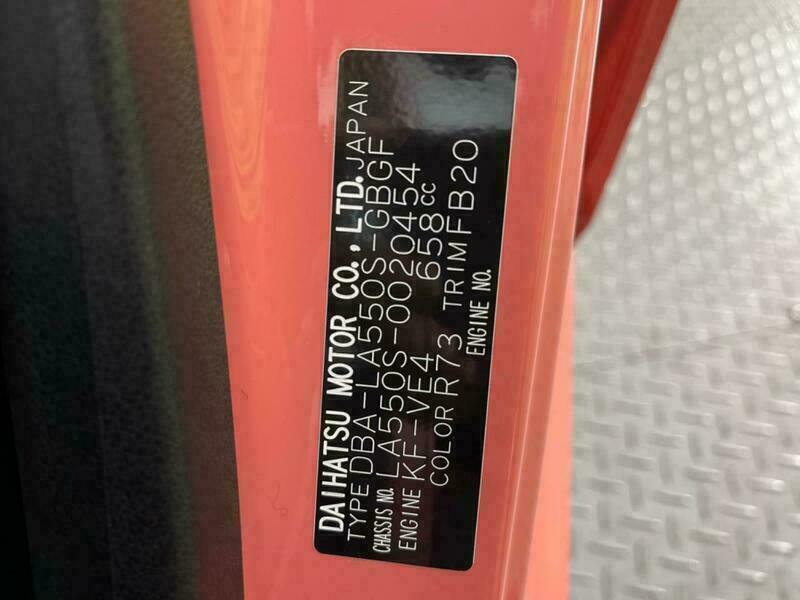 DAIHATSU MOTOR CO., LTD. JAPAN
TYPE DBA-LA550S-GBGF
CHASSIS NO. LA550S-0020454
ENGINE KF-VE4 658cc
COLOR R73 TRIM FB20
ENGINE NO.